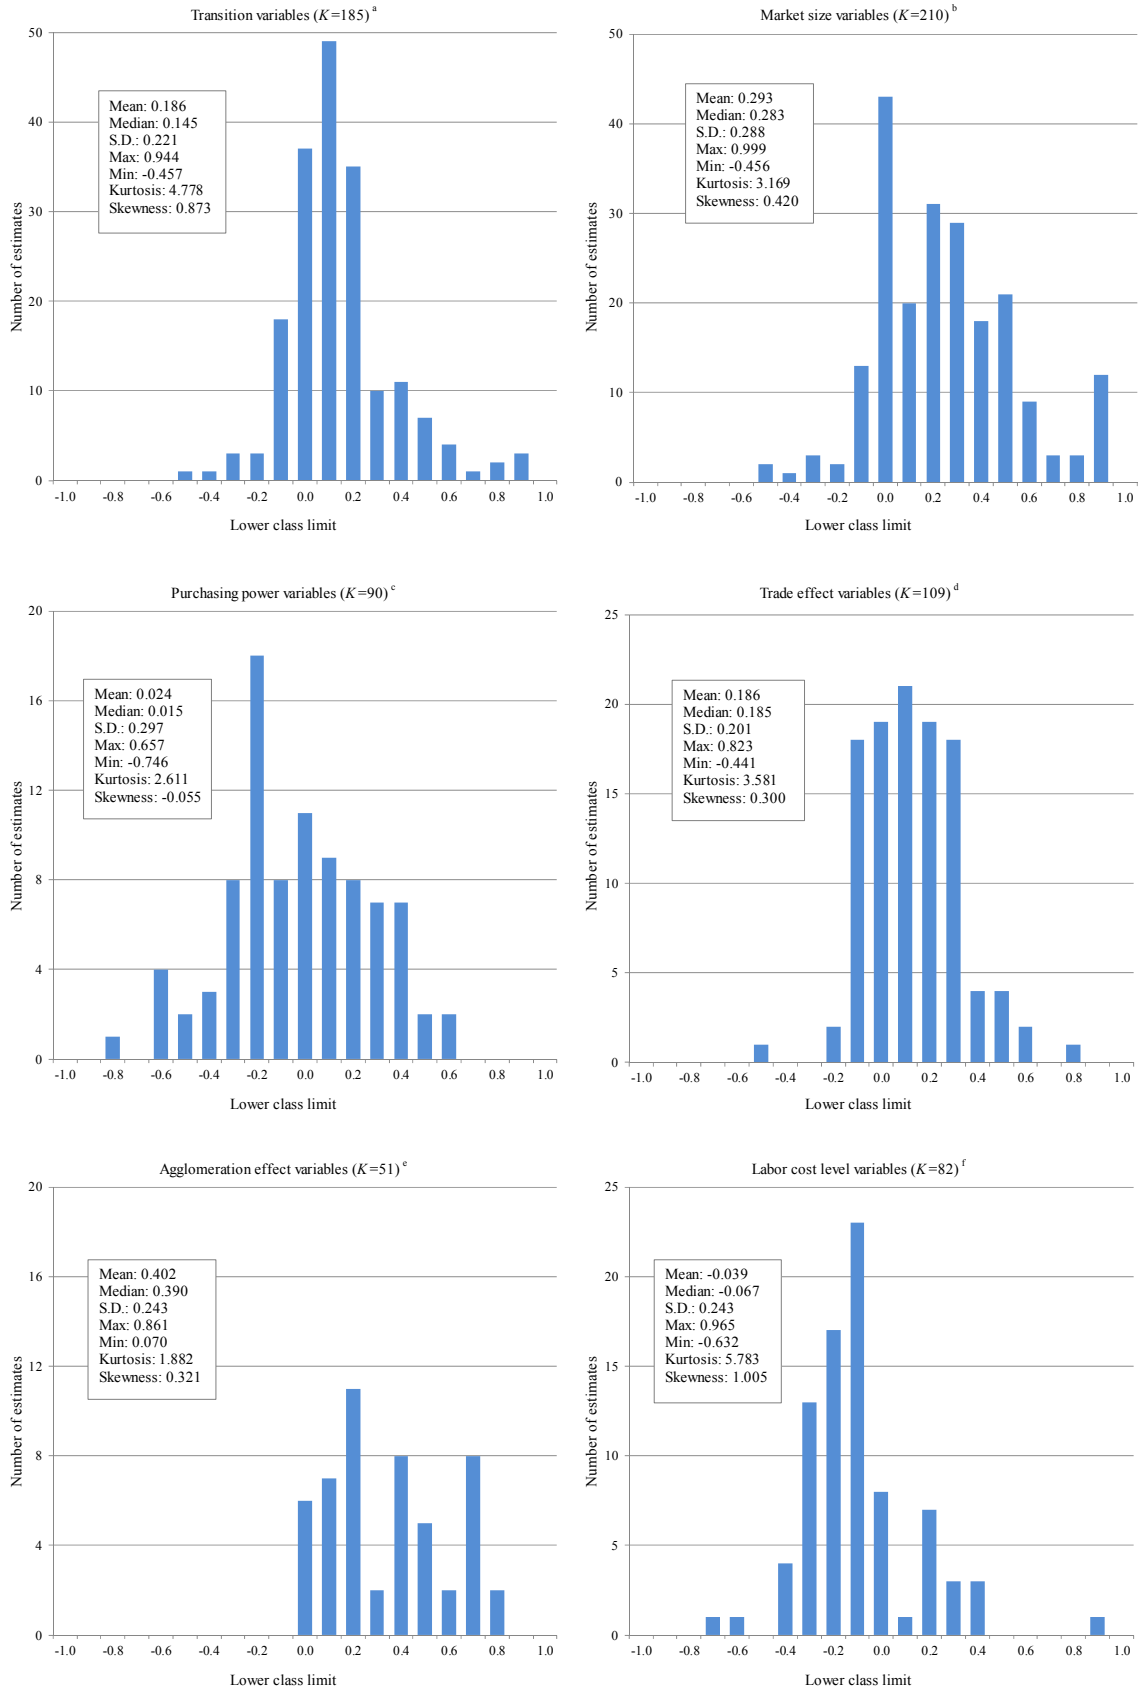 Transition variables (K=185) a
50
40
30
20
10
0
Number of estimates
Mean: 0.186
Median: 0.145
S.D.: 0.221
Max: 0.944
Min: -0.457
Kurtosis: 4.778
Skewness: 0.873
-1.0 -0.8 -0.6 -0.4 -0.2 0.0 0.2 0.4 0.6 0.8 1.0
Lower class limit
Market size variables (K=210) b
50
40
30
20
10
0
Number of estimates
Mean: 0.293
Median: 0.283
S.D.: 0.288
Max: 0.999
Min: -0.456
Kurtosis: 3.169
Skewness: 0.420
-1.0 -0.8 -0.6 -0.4 -0.2 0.0 0.2 0.4 0.6 0.8 1.0
Lower class limit
Purchasing power variables (K=90) c
20
16
12
8
4
0
Number of estimates
Mean: 0.024
Median: 0.015
S.D.: 0.297
Max: 0.657
Min: -0.746
Kurtosis: 2.611
Skewness: -0.055
-1.0 -0.8 -0.6 -0.4 -0.2 0.0 0.2 0.4 0.6 0.8 1.0
Lower class limit
Trade effect variables (K=109) d
25
20
15
10
5
0
Number of estimates
Mean: 0.186
Median: 0.185
S.D.: 0.201
Max: 0.823
Min: -0.441
Kurtosis: 3.581
Skewness: 0.300
-1.0 -0.8 -0.6 -0.4 -0.2 0.0 0.2 0.4 0.6 0.8 1.0
Lower class limit
Agglomeration effect variables (K=51) e
20
16
12
8
4
0
Number of estimates
Mean: 0.402
Median: 0.390
S.D.: 0.243
Max: 0.861
Min: 0.070
Kurtosis: 1.882
Skewness: 0.321
-1.0 -0.8 -0.6 -0.4 -0.2 0.0 0.2 0.4 0.6 0.8 1.0
Lower class limit
Labor cost level variables (K=82) f
25
20
15
10
5
0
Number of estimates
Mean: -0.039
Median: -0.067
S.D.: 0.243
Max: 0.965
Min: -0.632
Kurtosis: 5.783
Skewness: 1.005
-1.0 -0.8 -0.6 -0.4 -0.2 0.0 0.2 0.4 0.6 0.8 1.0
Lower class limit